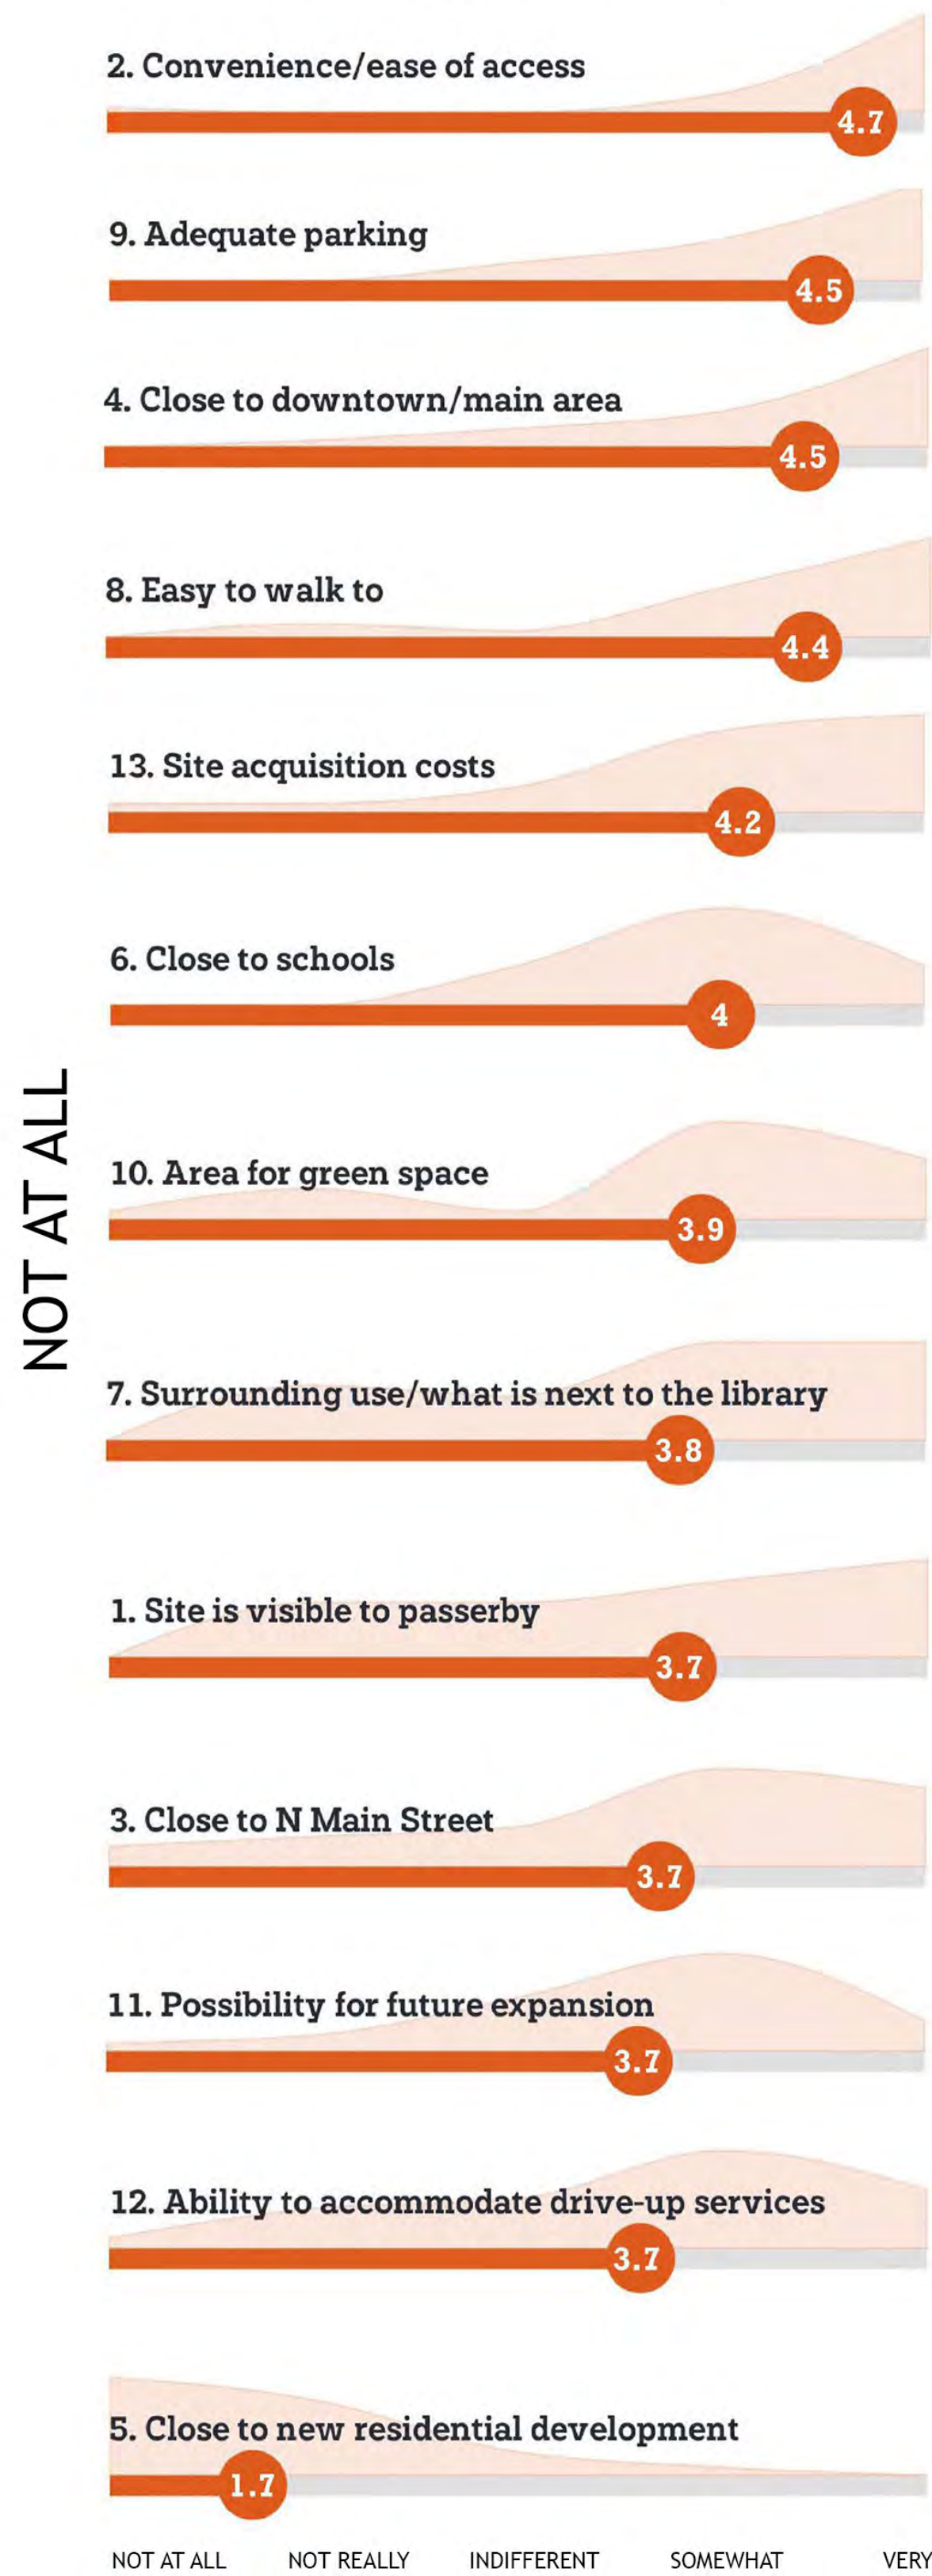 2. Convenience/ease of access
4.7
9. Adequate parking
4.5
4. Close to downtown/main area
4.5
8. Easy to walk to
4.4
13. Site acquisition costs
4.2
6. Close to schools
4
10. Area for green space
3.9
7. Surrounding use/what is next to the library
3.8
1. Site is visible to passerby
3.7
3. Close to N Main Street
3.7
11. Possibility for future expansion
3.7
12. Ability to accommodate drive-up services
3.7
5. Close to new residential development
1.7
NOT AT ALL
NOT AT ALL NOT REALLY INDIFFERENT SOMEWHAT VERY